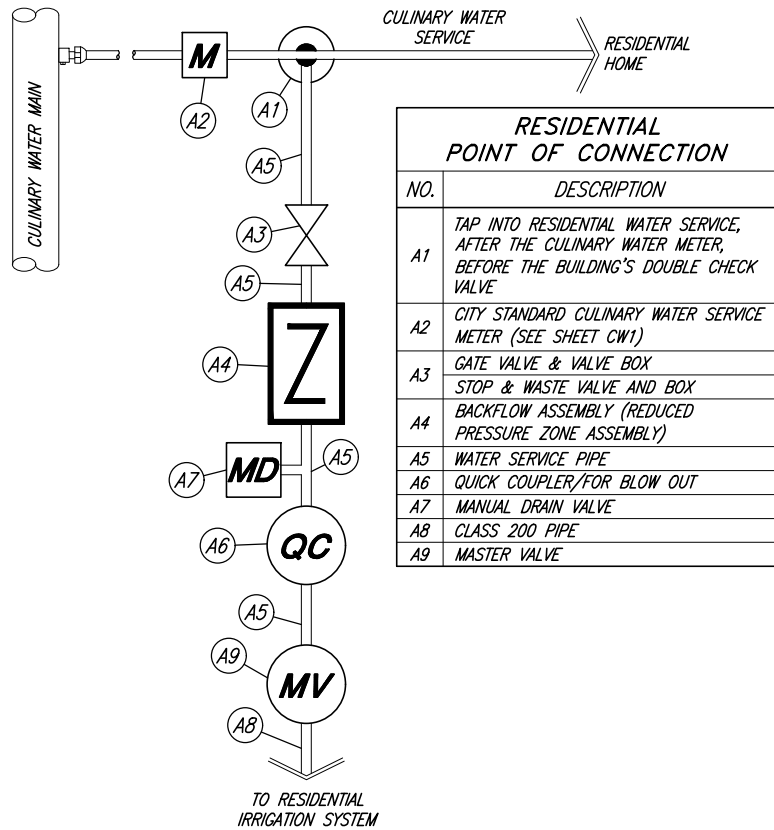 CULINARY WATER
SERVICE
RESIDENTIAL
HOME
CULINARY WATER MAIN
M
A2
A1
A5
A3
A5
A4
Z
A7
MD
A5
A6
QC
A5
A9
MV
A8
TO RESIDENTIAL
IRRIGATION SYSTEM
RESIDENTIAL
POINT OF CONNECTION
NO. DESCRIPTION
A1 TAP INTO RESIDENTIAL WATER SERVICE,
AFTER THE CULINARY WATER METER,
BEFORE THE BUILDING'S DOUBLE CHECK
VALVE
A2 CITY STANDARD CULINARY WATER SERVICE
METER (SEE SHEET CW1)
A3 GATE VALVE & VALVE BOX
STOP & WASTE VALVE AND BOX
A4 BACKFLOW ASSEMBLY (REDUCED
PRESSURE ZONE ASSEMBLY)
A5 WATER SERVICE PIPE
A6 QUICK COUPLER/FOR BLOW OUT
A7 MANUAL DRAIN VALVE
A8 CLASS 200 PIPE
A9 MASTER VALVE